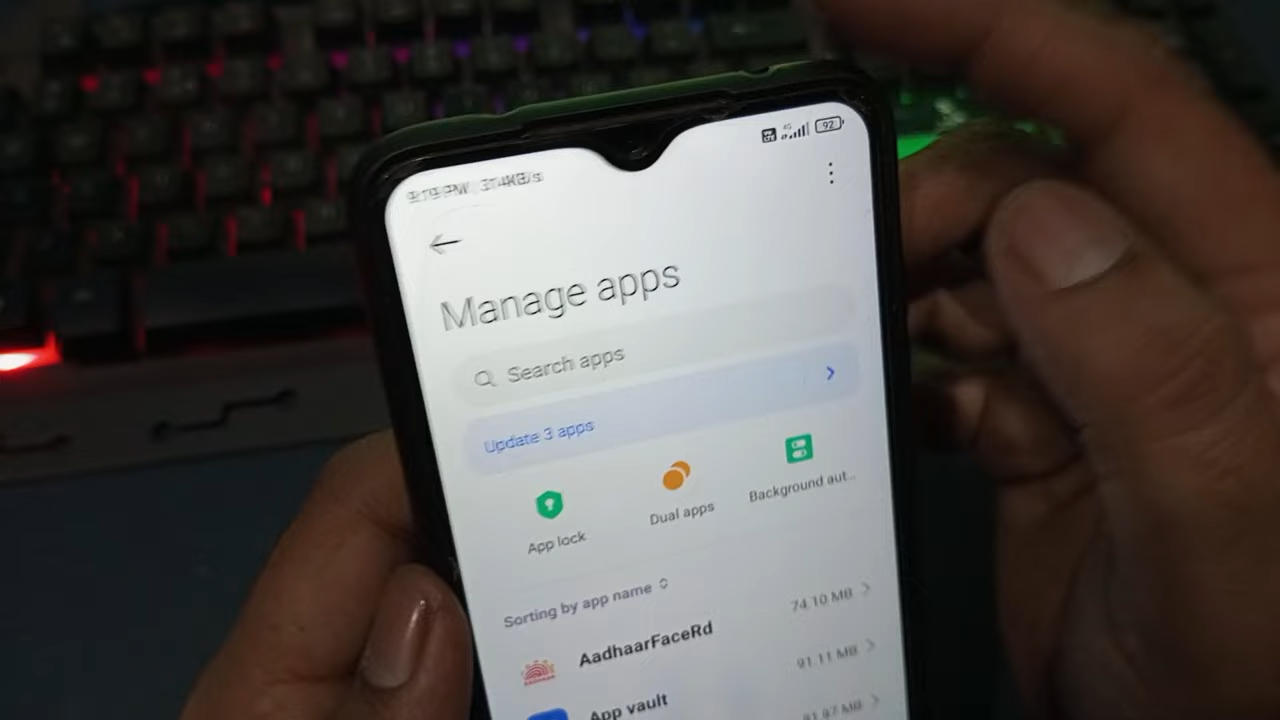 92
Manage apps
Search apps
Update 3 apps
App lock
Dual apps
Background aut..
Sorting by app name
AadhaarFaceRd
74.10 MB
App vault
91.11 MB